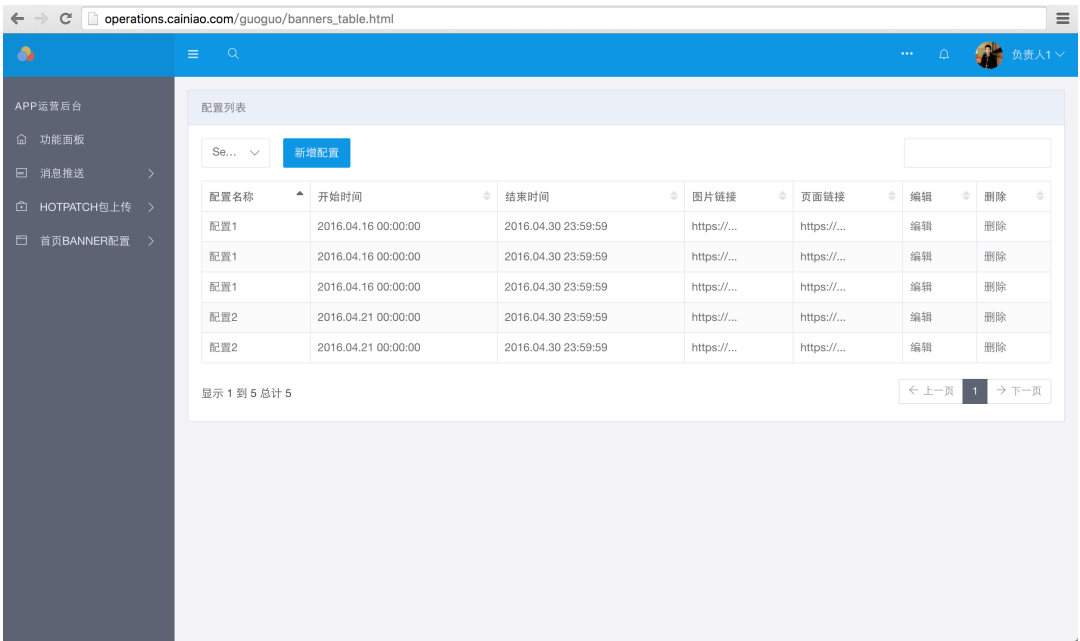 operations.cainiao.com/guoguo/banners_table.html
负责人1
APP运营后台
功能面板
消息推送
HOTPATCH包上传
首页BANNER配置
配置列表
Se... 新增配置
配置名称 开始时间 结束时间 图片链接 页面链接 编辑 删除
配置1 2016.04.16 00:00:00 2016.04.30 23:59:59 https://... https://... 编辑 删除
配置1 2016.04.16 00:00:00 2016.04.30 23:59:59 https://... https://... 编辑 删除
配置1 2016.04.16 00:00:00 2016.04.30 23:59:59 https://... https://... 编辑 删除
配置2 2016.04.21 00:00:00 2016.04.30 23:59:59 https://... https://... 编辑 删除
配置2 2016.04.21 00:00:00 2016.04.30 23:59:59 https://... https://... 编辑 删除
显示 1 到 5 总计 5 ← 上一页 1 → 下一页